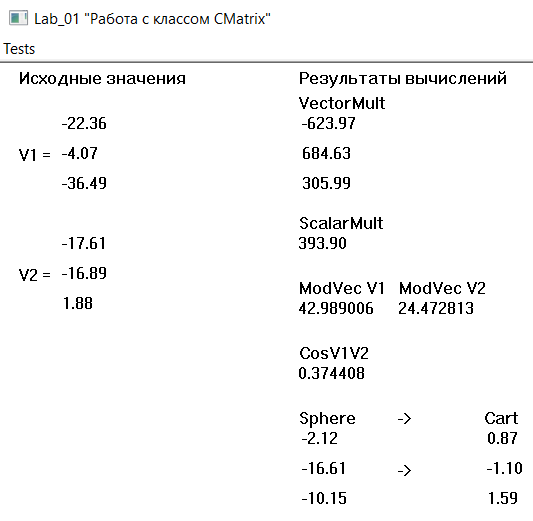 Lab_01 "Работа с классом CMatrix"
Tests
Исходные значения Результаты вычислений
VectorMult
-22.36 -623.97
V1 = -4.07 684.63
-36.49 305.99
ScalarMult
-17.61 393.90
V2 = -16.89
ModVec V1 ModVec V2
1.88 42.989006 24.472813
CosV1V2
0.374408
Sphere -> Cart
-2.12 0.87
-16.61 -> -1.10
-10.15 1.59